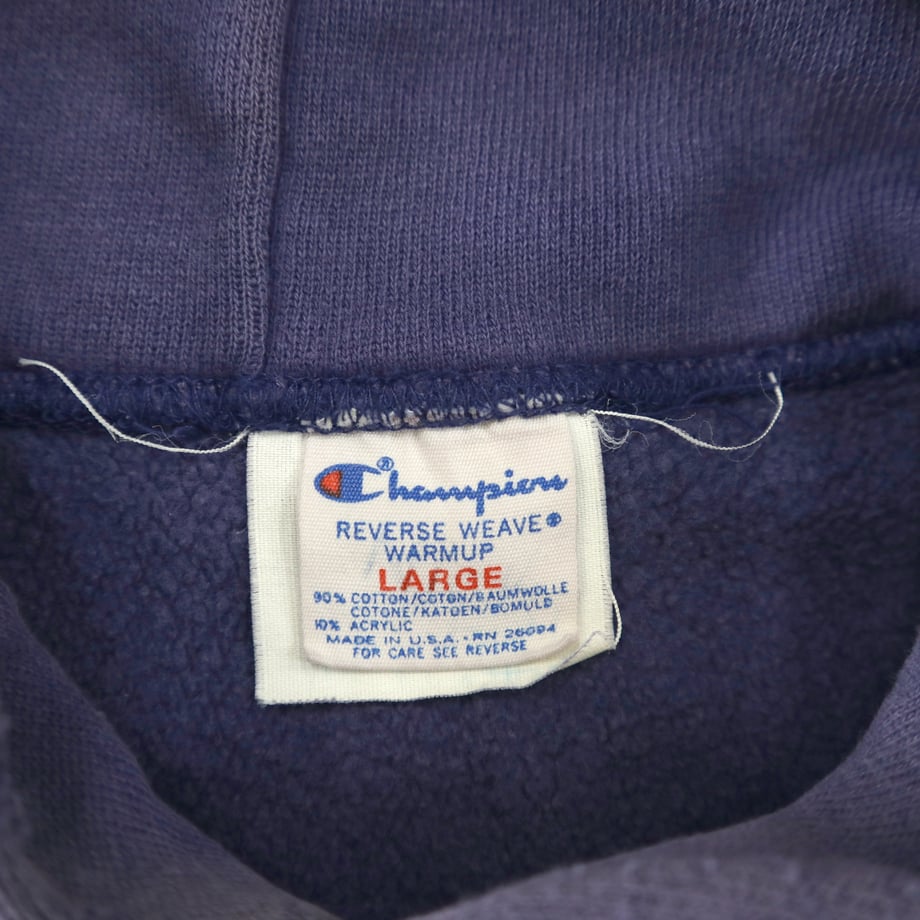 ® Champion
REVERSE WEAVE®
WARMUP
LARGE
90% COTTON/COTON/BAUMWOLLE
COTONE/KATOEN/BOMULD
10% ACRYLIC
MADE IN U.S.A. - RN 26094
FOR CARE SEE REVERSE